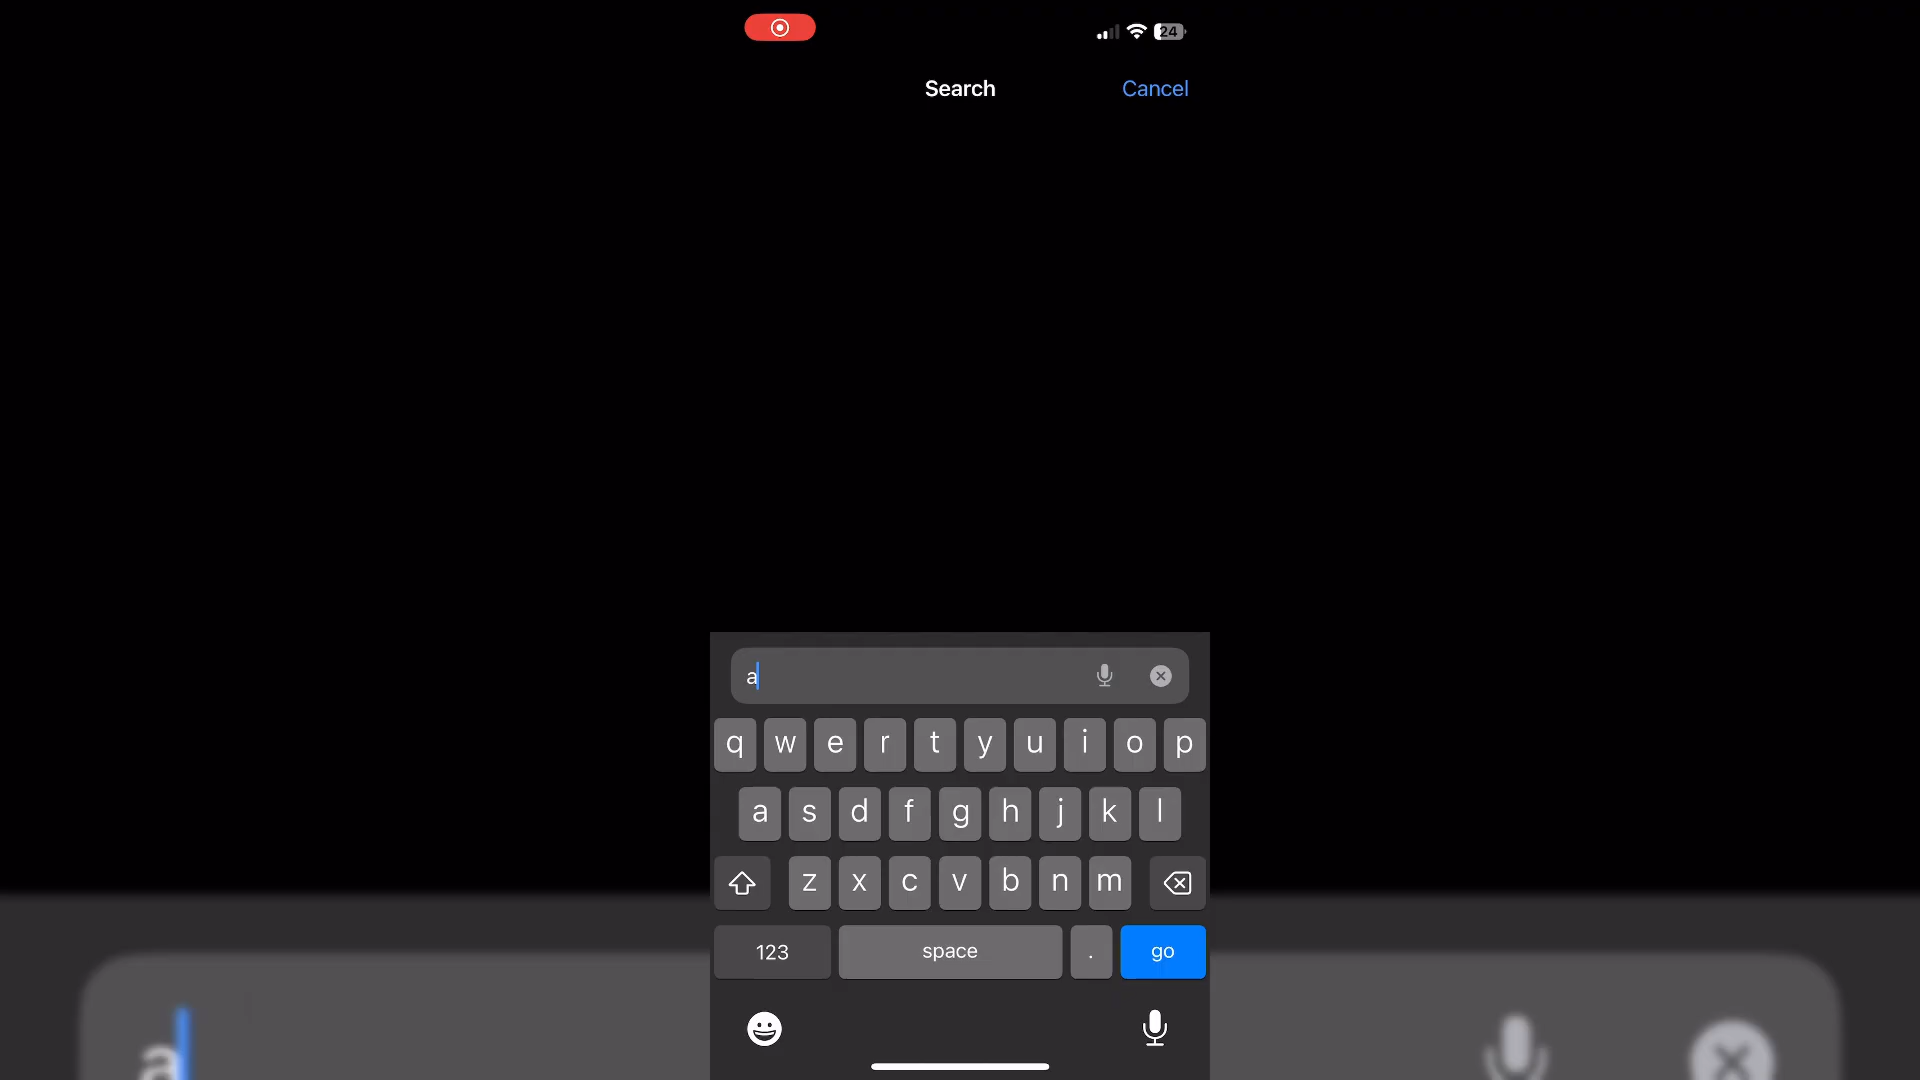 24
Search Cancel
a
q w e r t y u i o p
a s d f g h j k l
z x c v b n m
123 space . go
a